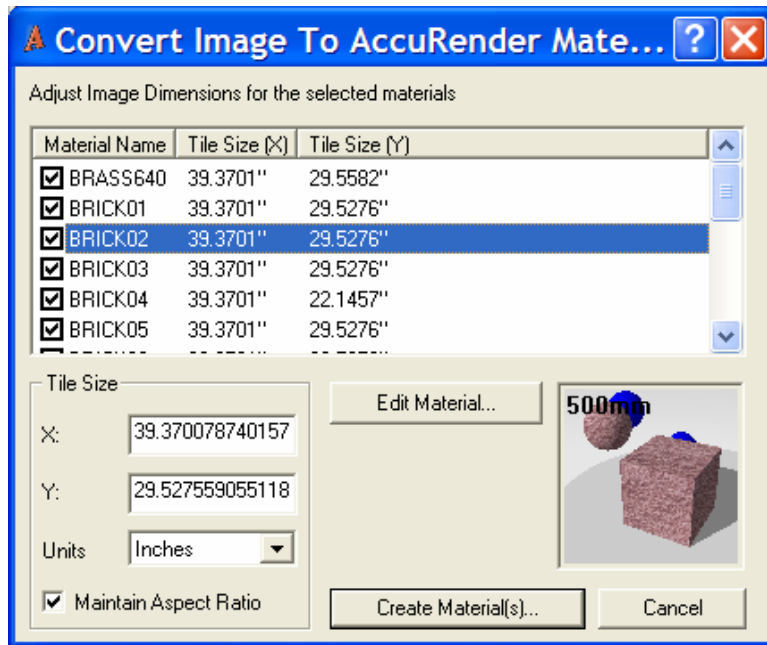 Convert Image To AccuRender Mate...
Adjust Image Dimensions for the selected materials
Material Name Tile Size (X) Tile Size (Y)
BRASS640 39.3701" 29.5582"
BRICK01 39.3701" 29.5276"
BRICK02 39.3701" 29.5276"
BRICK03 39.3701" 29.5276"
BRICK04 39.3701" 22.1457"
BRICK05 39.3701" 29.5276"
Tile Size
X: 39.370078740157
Y: 29.527559055118
Units Inches
Maintain Aspect Ratio
Edit Material...
500mm
Create Material(s)...
Cancel